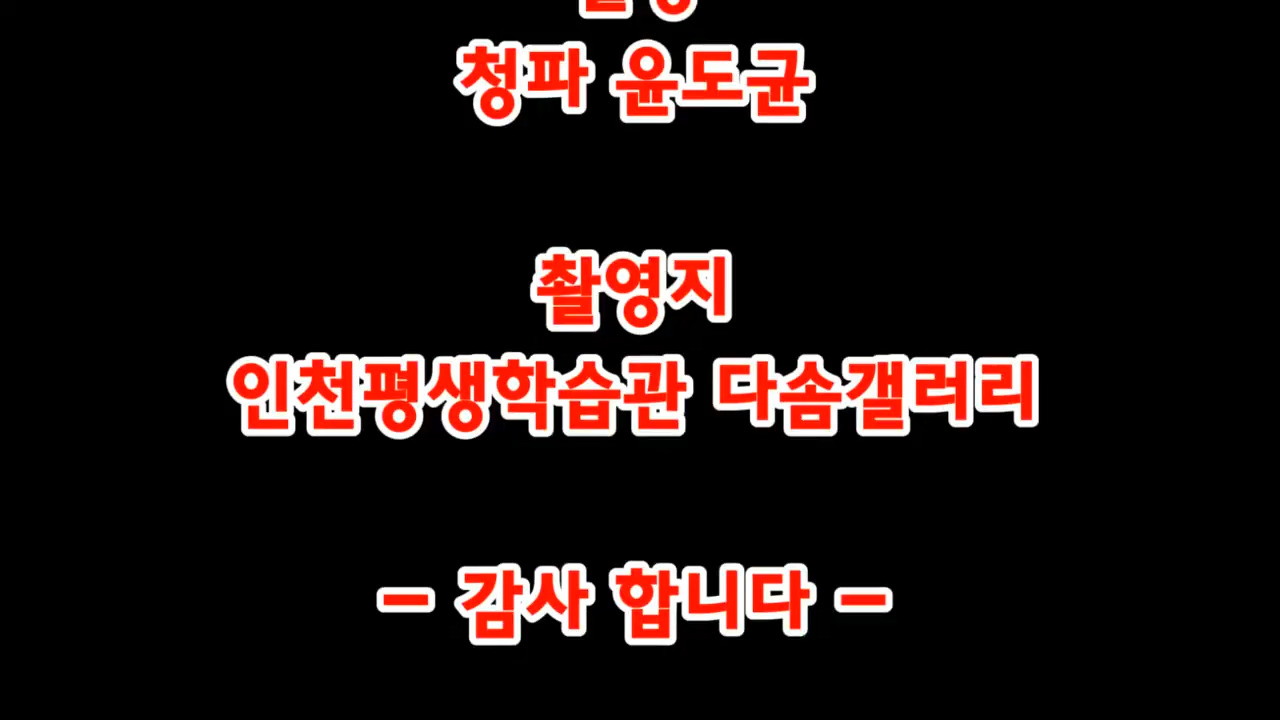 청파 윤도균
촬영지
인천평생학습관 다솜갤러리
- 감사 합니다 -